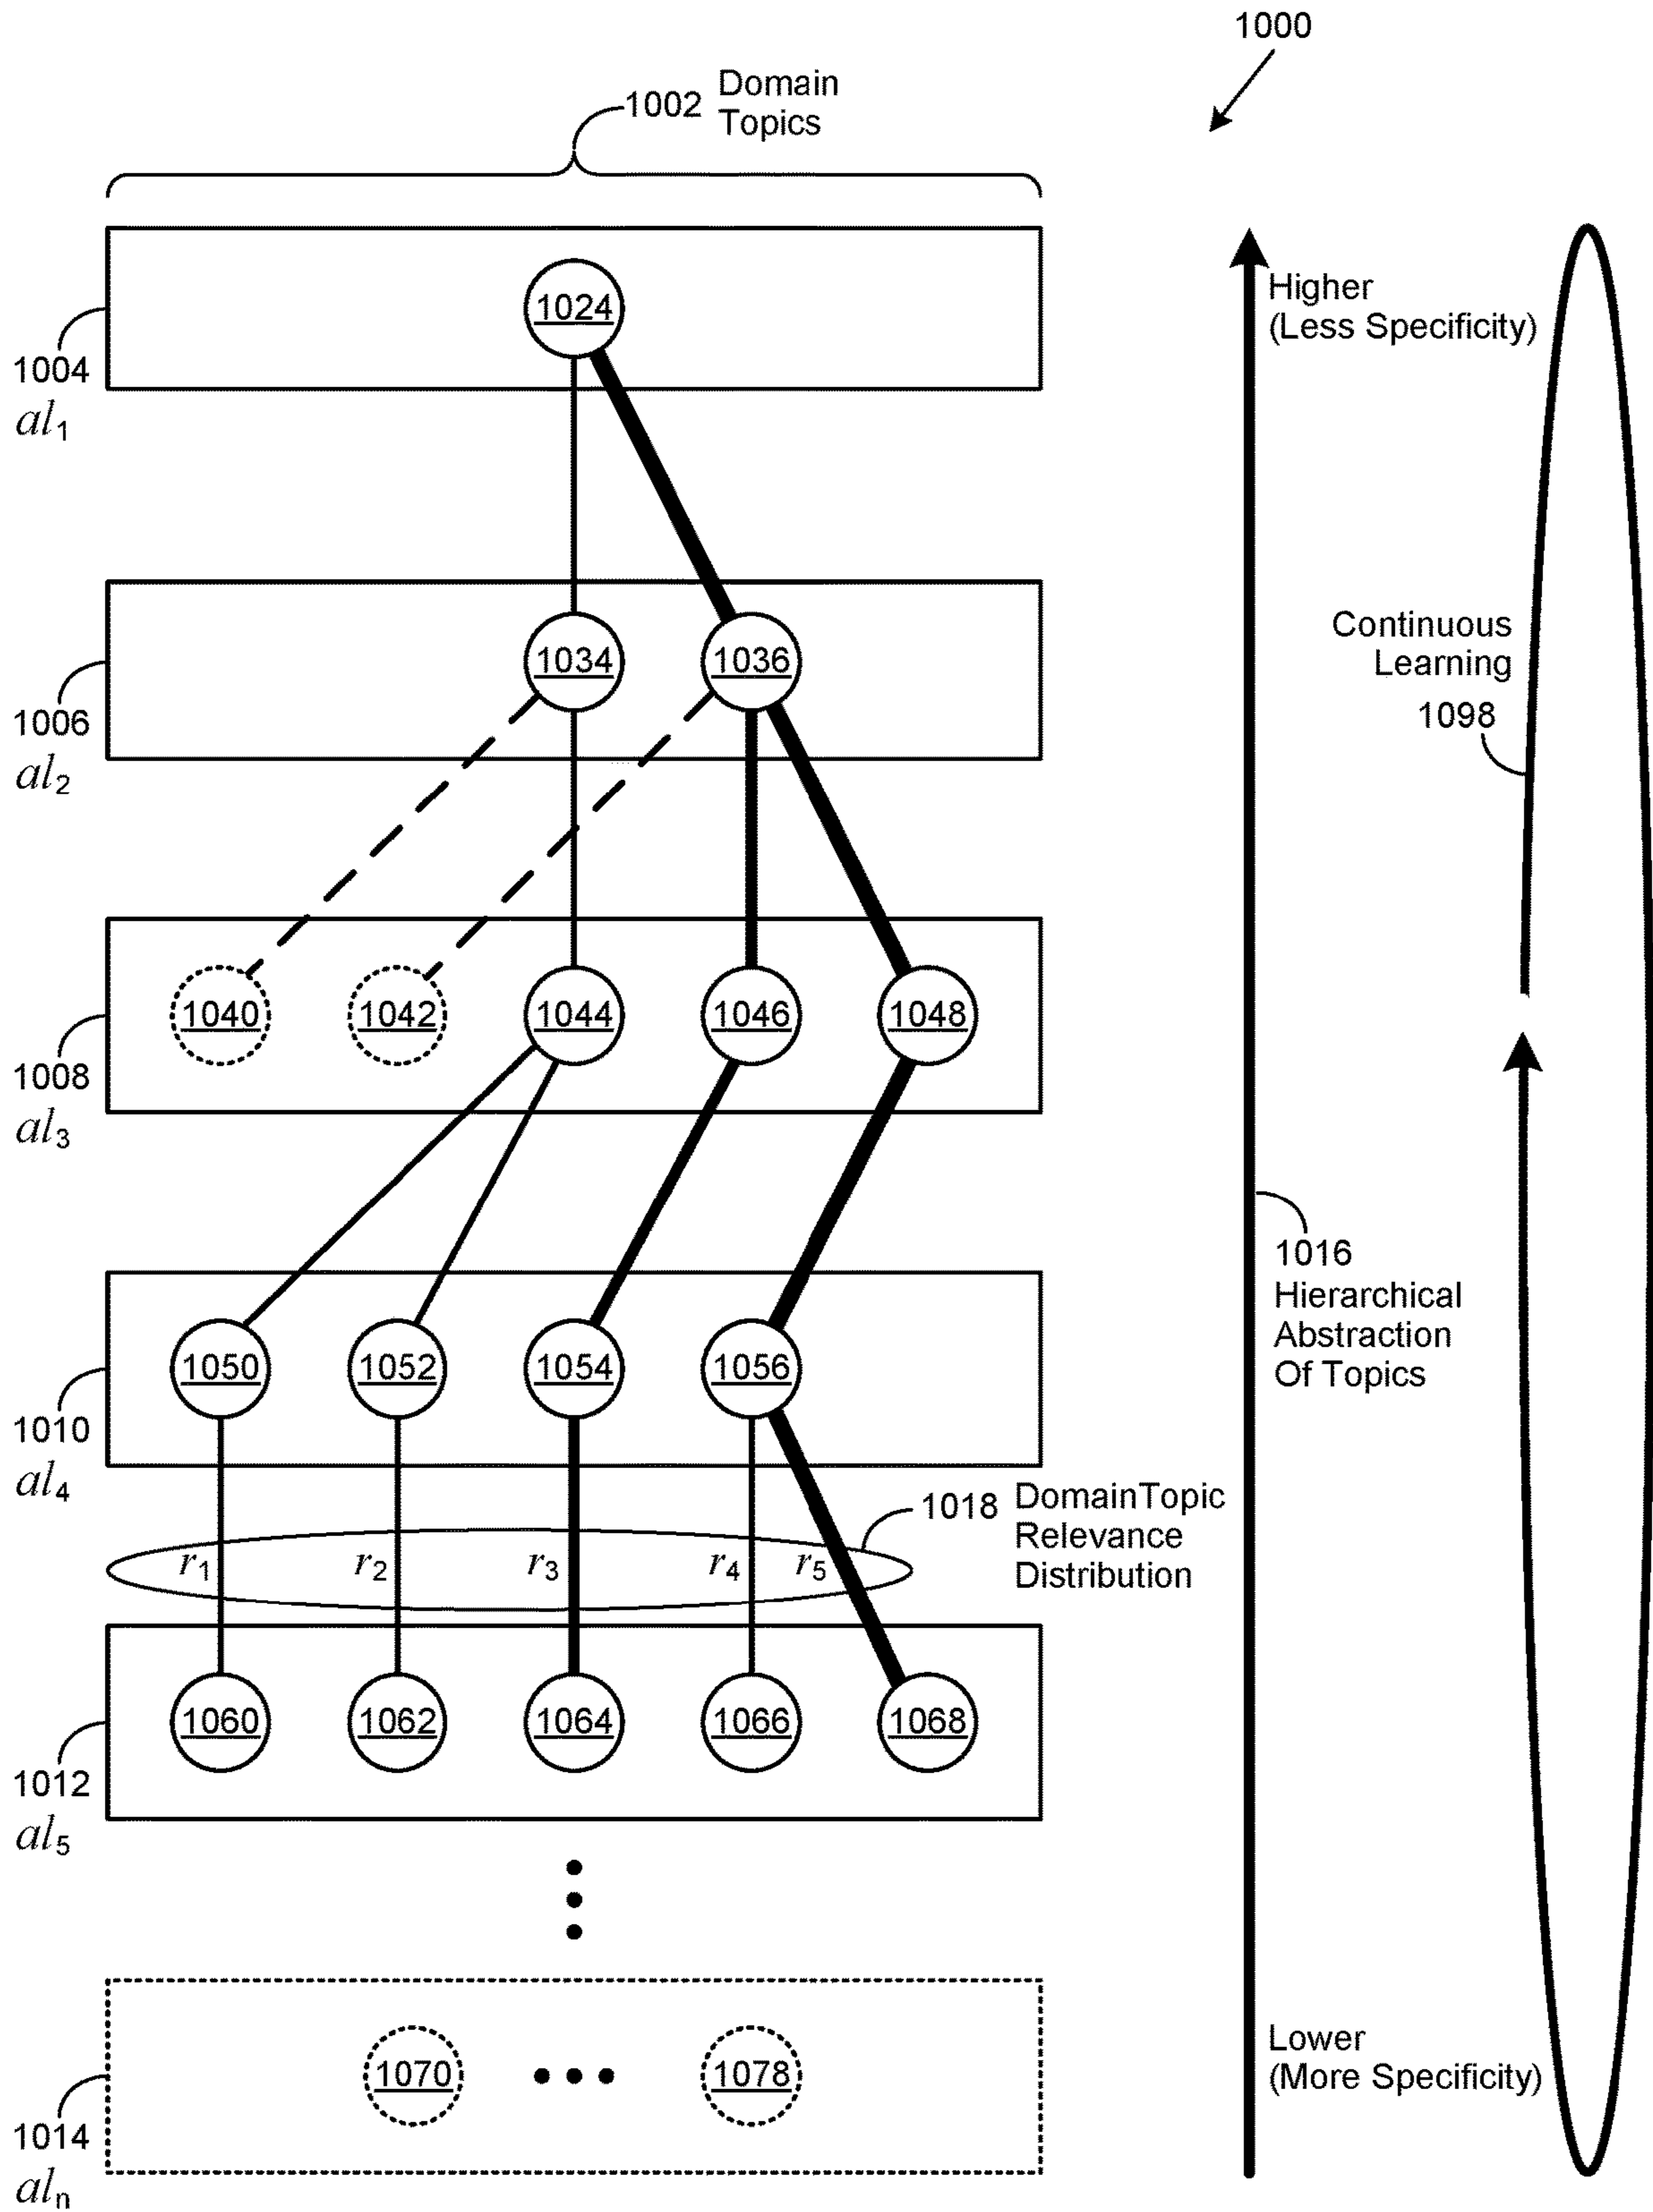 1000
1002 Domain
Topics
1024
1004
al1
Higher
(Less Specificity)
1034
1036
1006
al2
Continuous
Learning
1098
1040
1042
1044
1046
1048
1008
al3
1016
Hierarchical
Abstraction
Of Topics
1050
1052
1054
1056
1010
al4
1018 DomainTopic
Relevance
Distribution
r1
r2
r3
r4
r5
1060
1062
1064
1066
1068
1012
al5
1070
1078
1014
aln
Lower
(More Specificity)